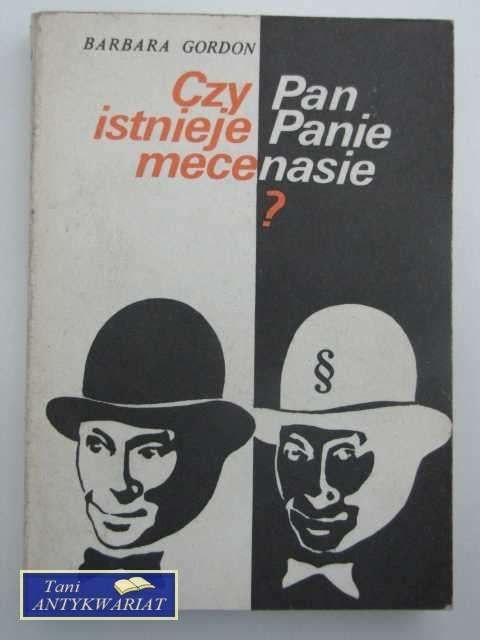 BARBARA GORDON
Czy Pan
istnieje Panie
mecenasie
?
§
Tani
ANTYKWARIAT